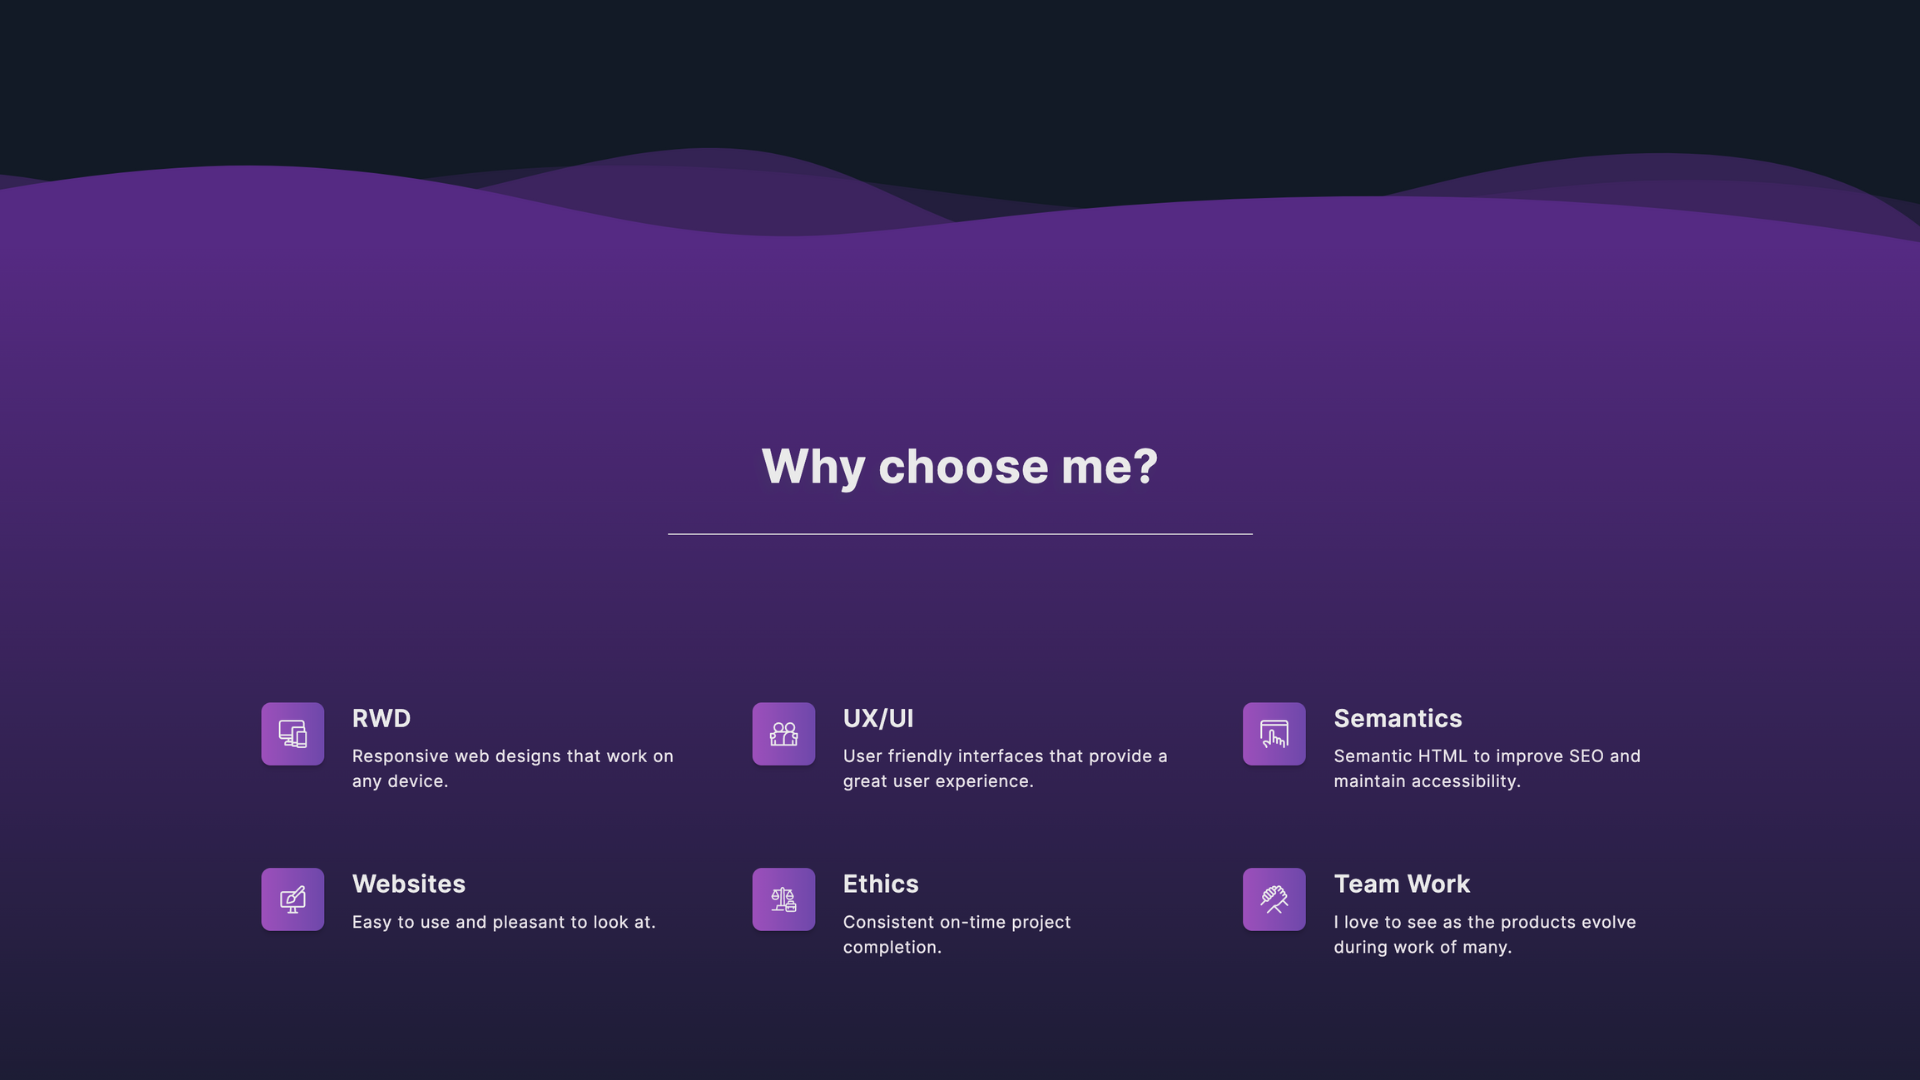 Why choose me?
RWD
Responsive web designs that work on
any device.
UX/UI
User friendly interfaces that provide a
great user experience.
Semantics
Semantic HTML to improve SEO and
maintain accessibility.
Websites
Easy to use and pleasant to look at.
Ethics
Consistent on-time project
completion.
Team Work
I love to see as the products evolve
during work of many.